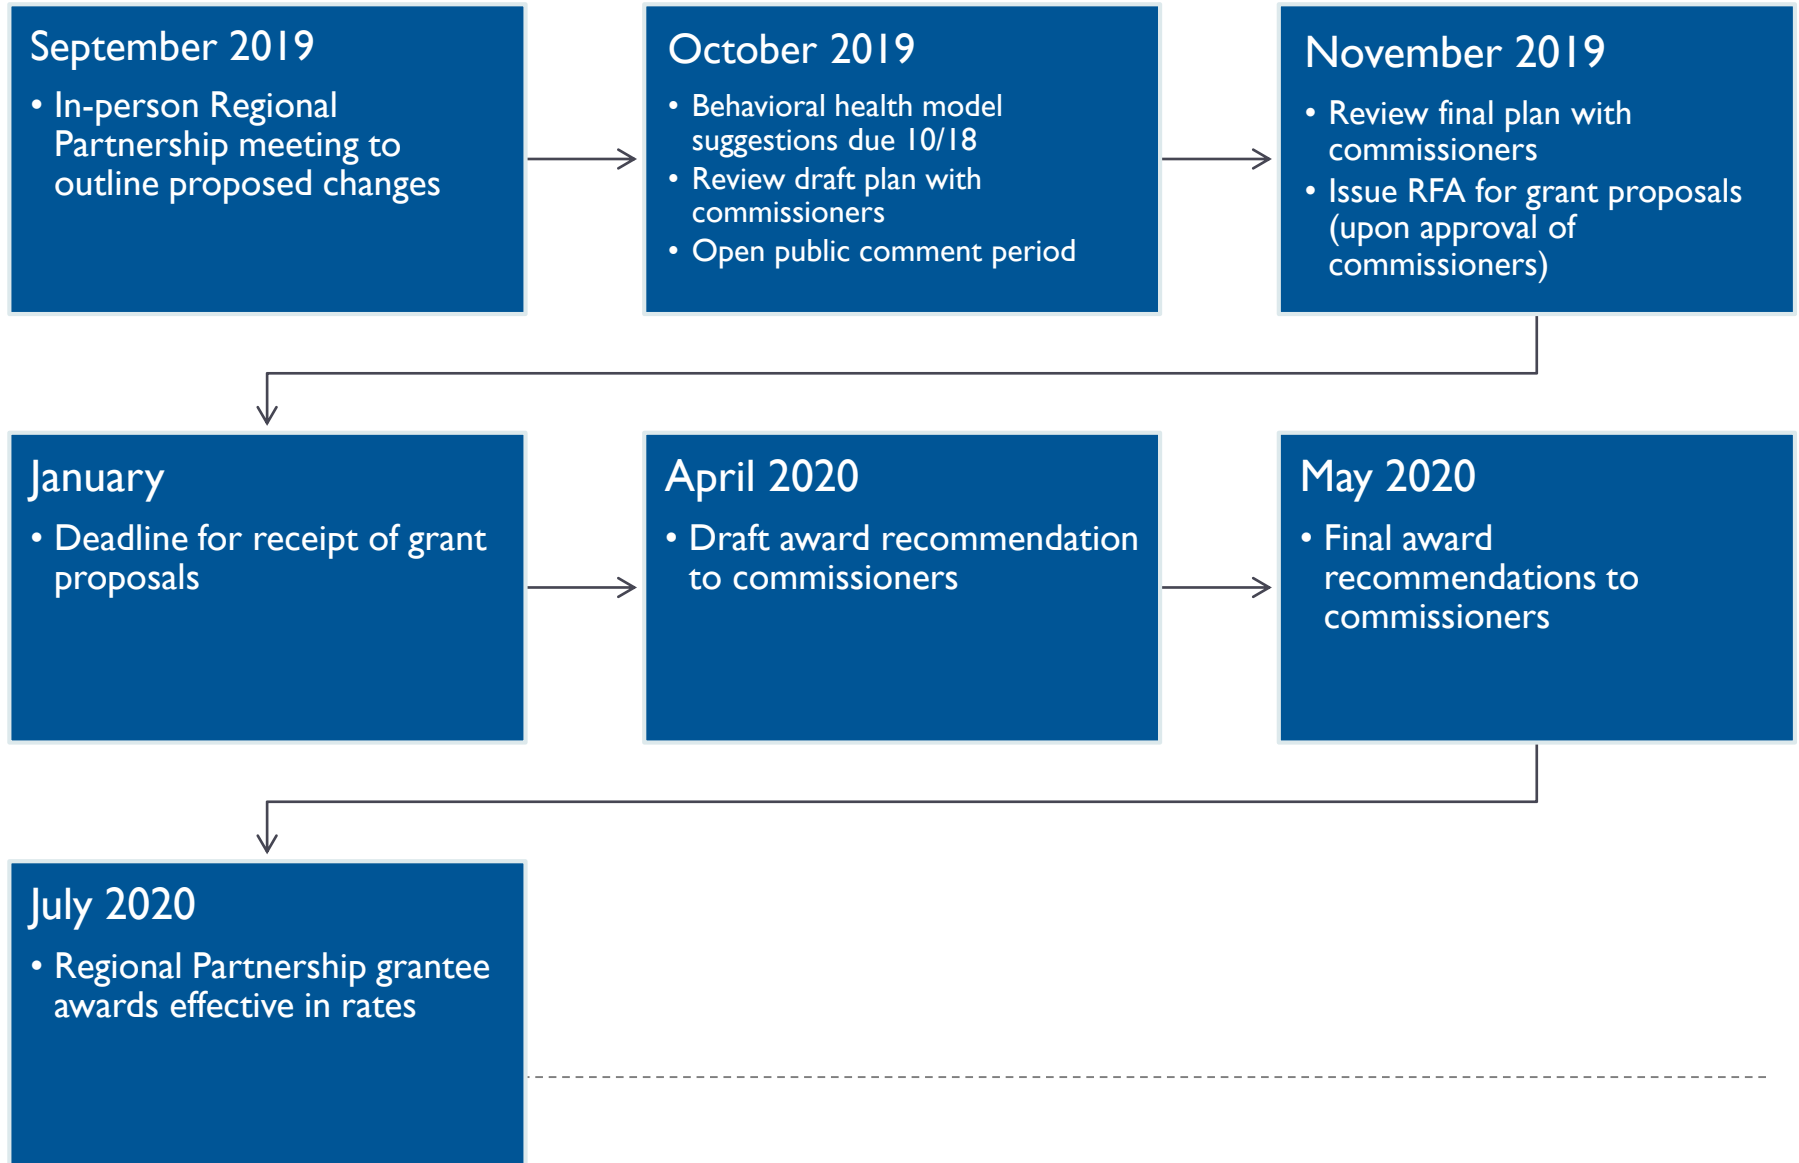 September 2019
• In-person Regional
Partnership meeting to
outline proposed changes
October 2019
• Behavioral health model
suggestions due 10/18
• Review draft plan with
commissioners
• Open public comment period
November 2019
• Review final plan with
commissioners
• Issue RFA for grant proposals
(upon approval of
commissioners)
January
• Deadline for receipt of grant
proposals
April 2020
• Draft award recommendation
to commissioners
May 2020
• Final award
recommendations to
commissioners
July 2020
• Regional Partnership grantee
awards effective in rates